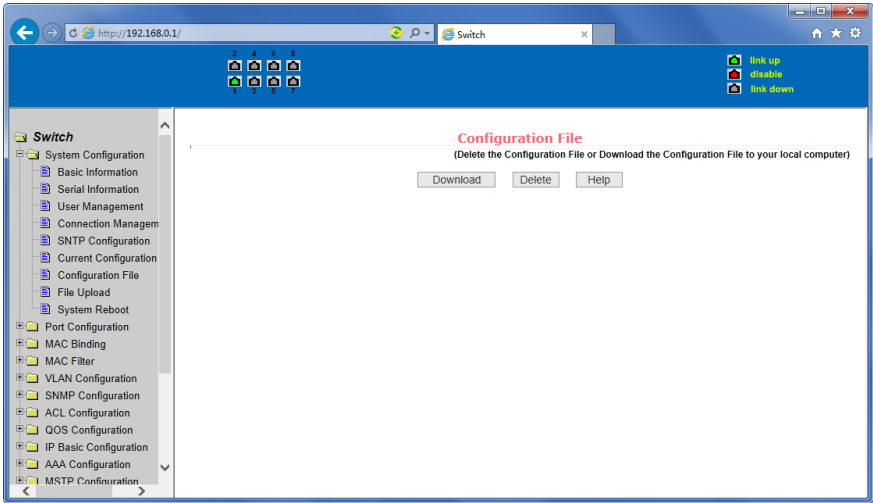 http://192.168.0.1/
Switch
2 4 6 8
1 3 5 7
link up
disable
link down
Switch
System Configuration
Basic Information
Serial Information
User Management
Connection Managem
SNTP Configuration
Current Configuration
Configuration File
File Upload
System Reboot
Port Configuration
MAC Binding
MAC Filter
VLAN Configuration
SNMP Configuration
ACL Configuration
QOS Configuration
IP Basic Configuration
AAA Configuration
MSTP Configuration
Configuration File
(Delete the Configuration File or Download the Configuration File to your local computer)
Download Delete Help